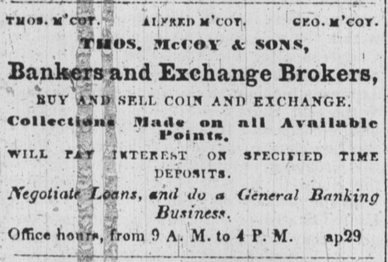 THOS. M'COY. ALFRED M'COY. GEO. M'COY.
THOS. McCOY & SONS,
Bankers and Exchange Brokers,
BUY AND SELL COIN AND EXCHANGE.
Collections Made on all Available
Points.
WILL PAY INTEREST ON SPECIFIED TIME
DEPOSITS.
Negotiate Loans, and do a General Banking
Business.
Office hours, from 9 A. M. to 4 P. M. ap29